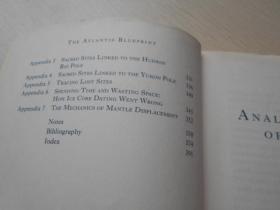 THE ATLANTIS BLUEPRINT
Appendix 3 SACRED SITES LINKED TO THE HUDSON
BAY POLE
Appendix 4 SACRED SITES LINKED TO THE YUKON POLE
Appendix 5 TRACING LOST SITES
Appendix 6 SPENDING TIME AND WASTING SPACE:
HOW ICE CORE DATING WENT WRONG
Appendix 7 THE MECHANICS OF MANTLE DISPLACEMENT
Notes
Bibliography
Index
ANAL
OF